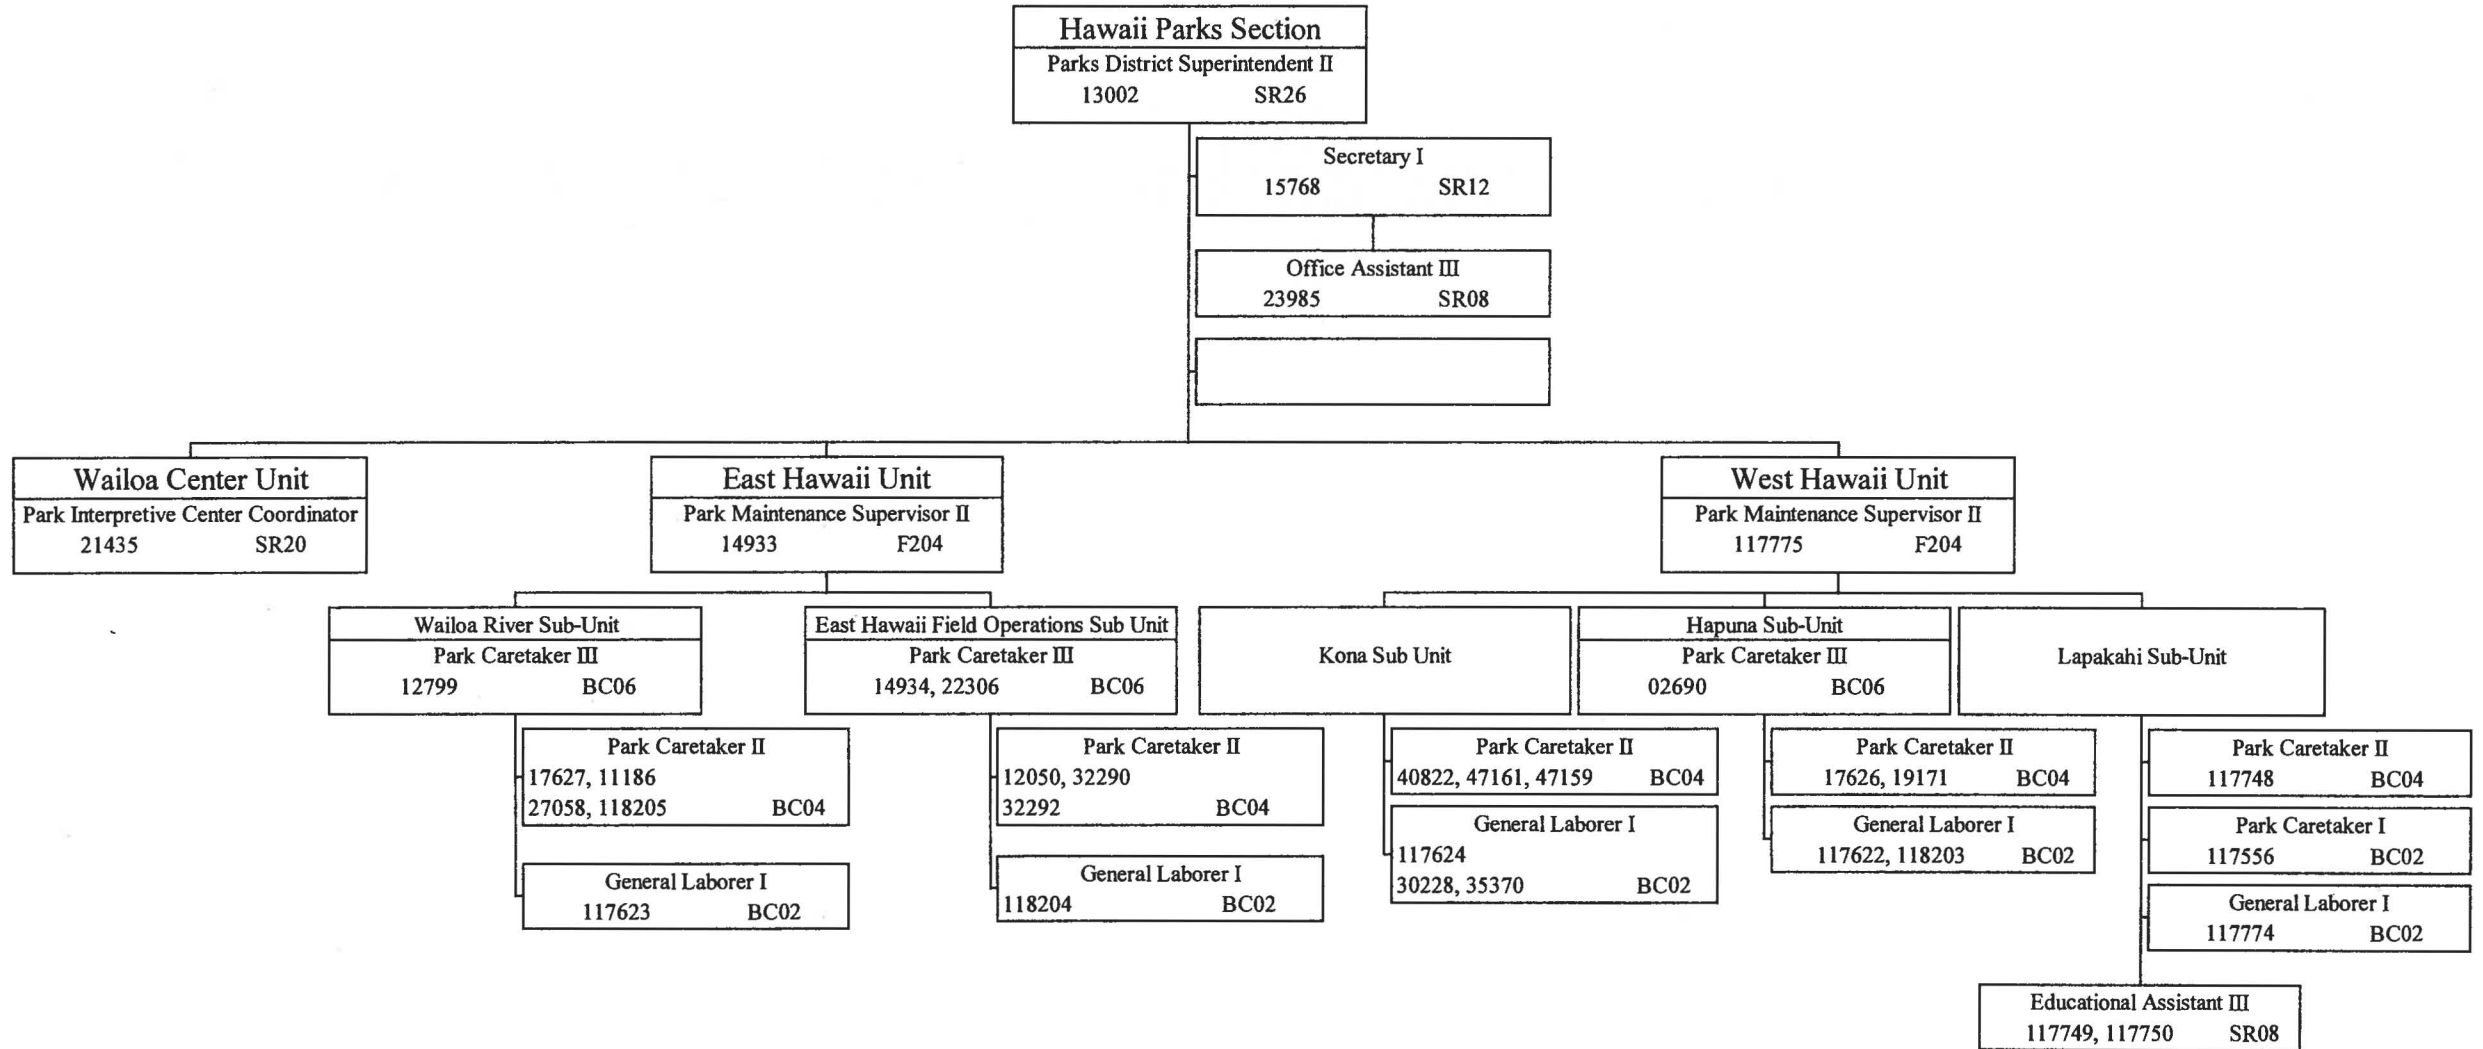 Hawaii Parks Section
Parks District Superintendent II
13002 SR26
Secretary I
15768 SR12
Office Assistant III
23985 SR08
Wailoa Center Unit
Park Interpretive Center Coordinator
21435 SR20
East Hawaii Unit
Park Maintenance Supervisor II
14933 F204
West Hawaii Unit
Park Maintenance Supervisor II
117775 F204
Wailoa River Sub-Unit
Park Caretaker III
12799 BC06
Park Caretaker II
17627, 11186
27058, 118205 BC04
General Laborer I
117623 BC02
East Hawaii Field Operations Sub Unit
Park Caretaker III
14934, 22306 BC06
Park Caretaker II
12050, 32290
32292 BC04
General Laborer I
118204 BC02
Kona Sub Unit
Park Caretaker II
40822, 47161, 47159 BC04
General Laborer I
117624
30228, 35370 BC02
Hapuna Sub-Unit
Park Caretaker III
02690 BC06
Park Caretaker II
17626, 19171 BC04
General Laborer I
117622, 118203 BC02
Lapakahi Sub-Unit
Park Caretaker II
117748 BC04
Park Caretaker I
117556 BC02
General Laborer I
117774 BC02
Educational Assistant III
117749, 117750 SR08